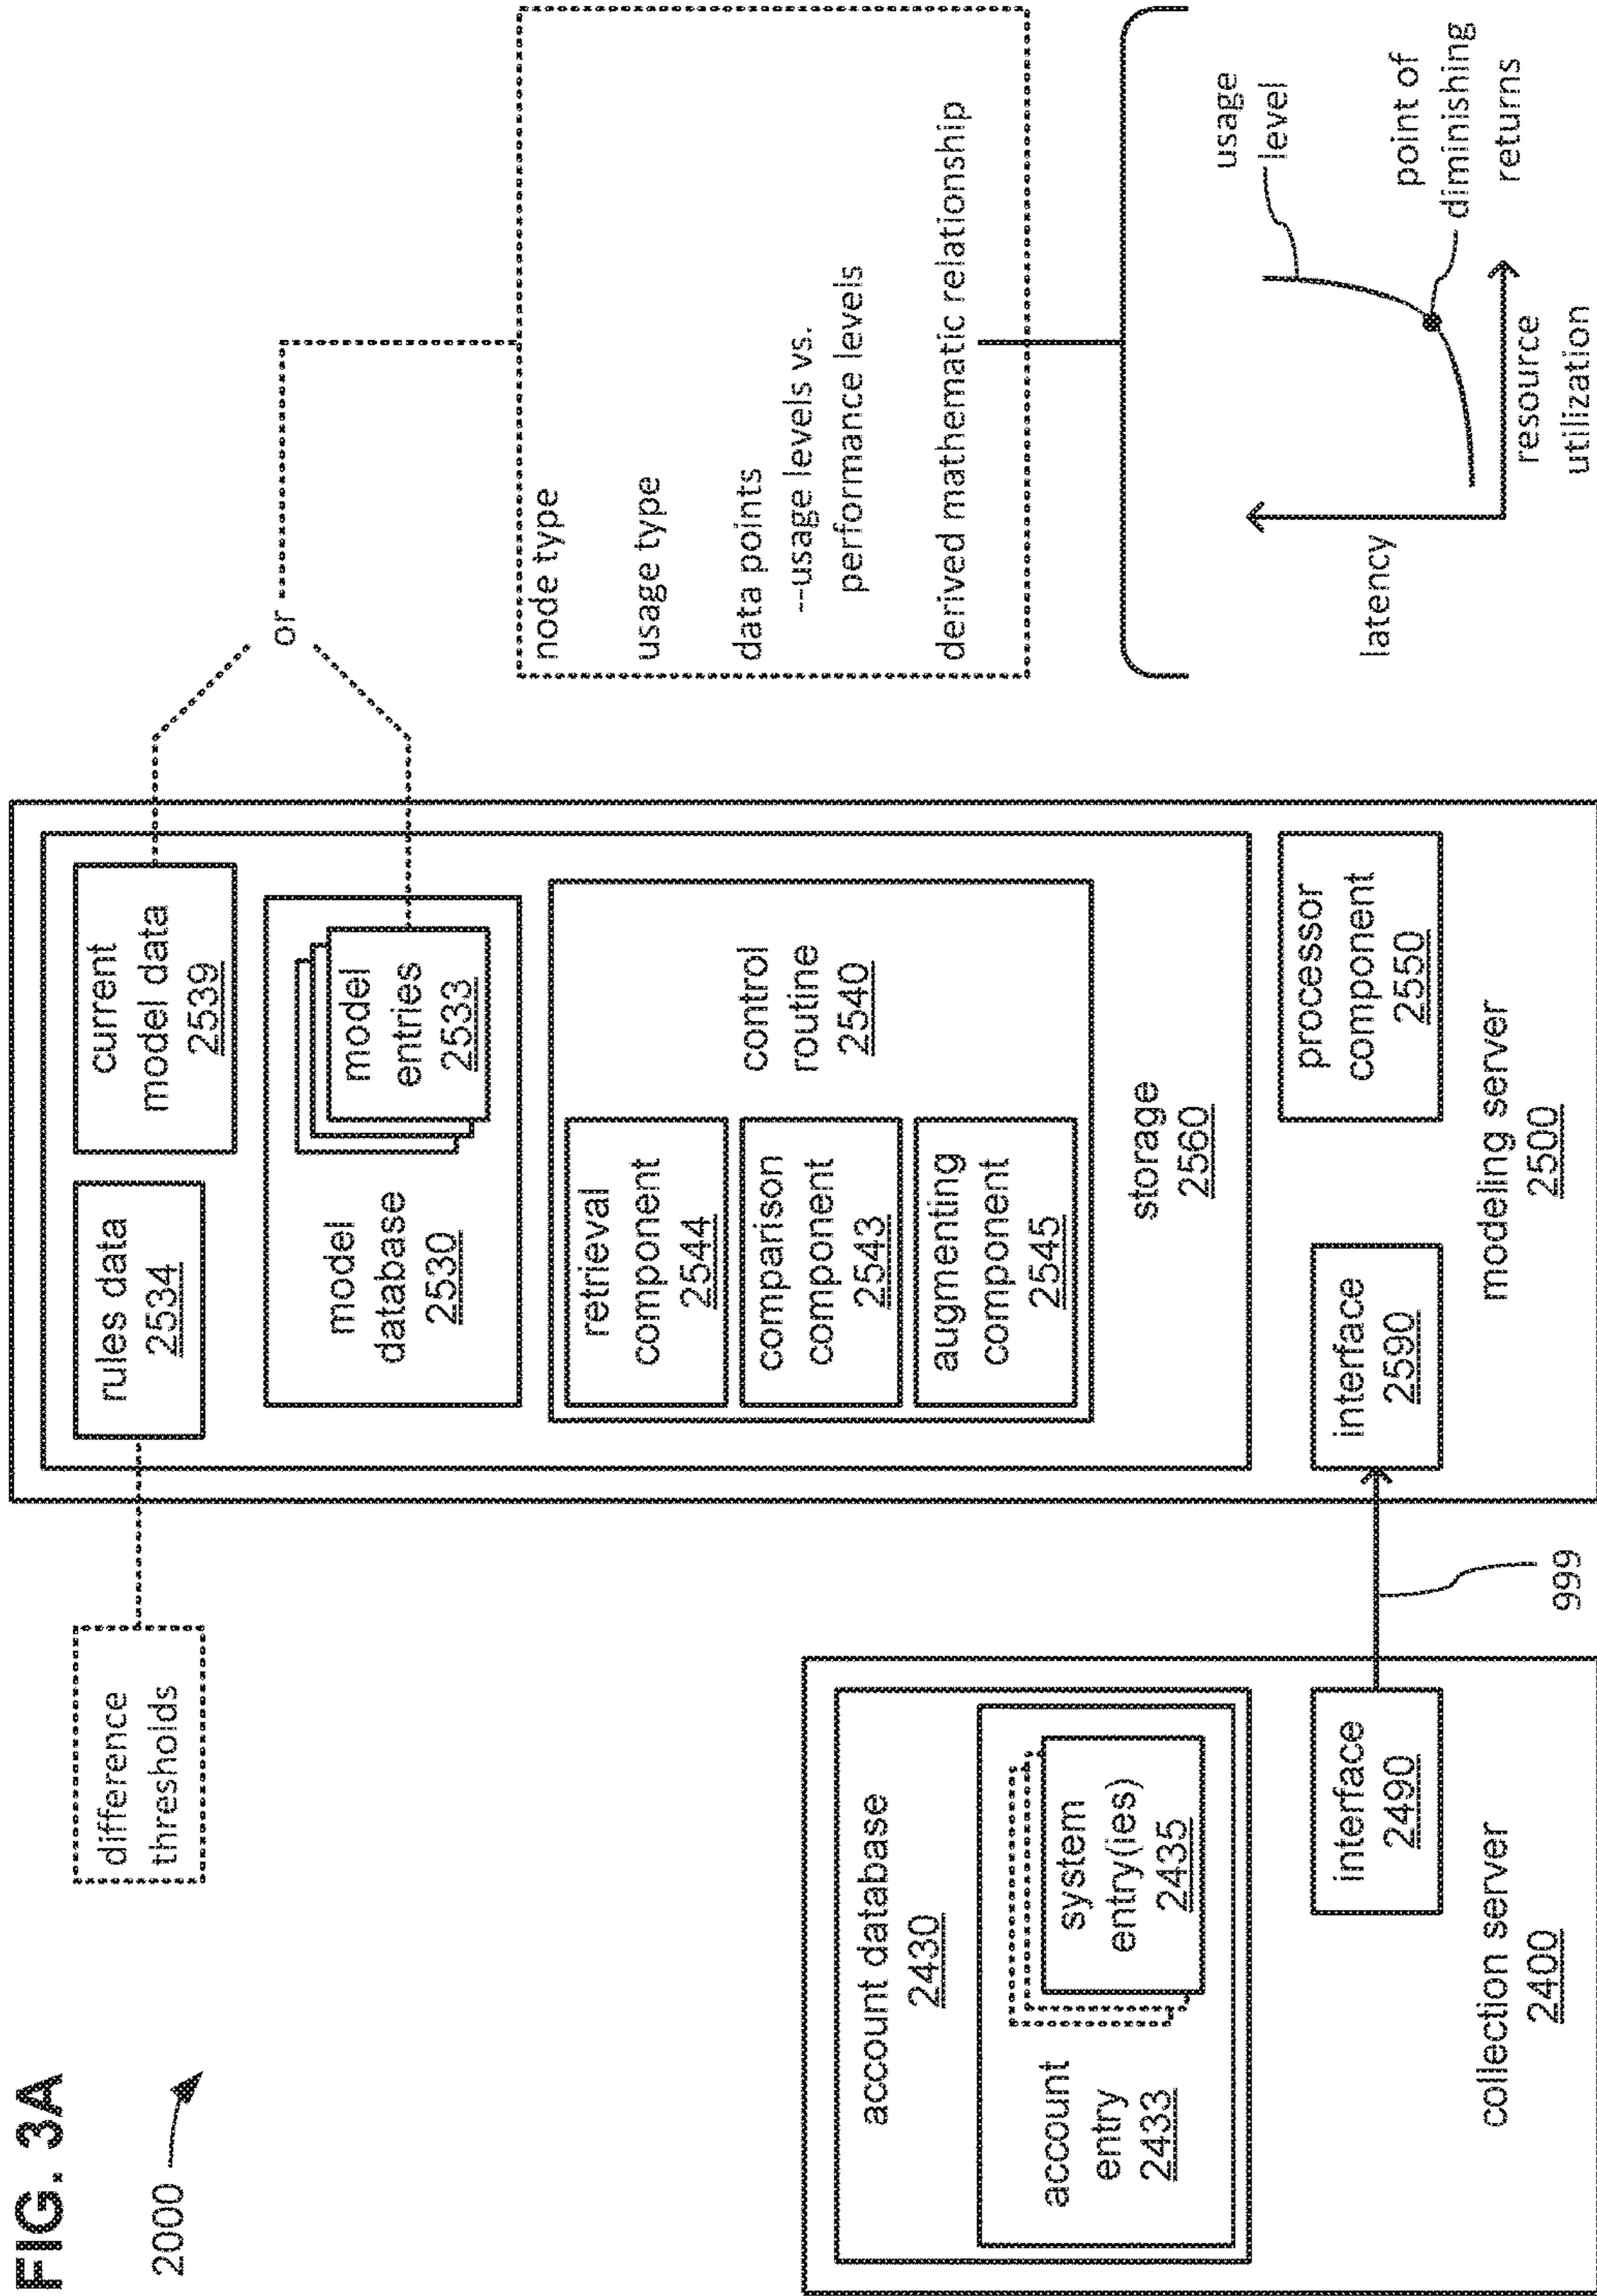 FIG. 3A
2000
difference
thresholds
rules data
2534
current
model data
2539
model
database
2530
model
entries
2533
retrieval
component
2544
comparison
component
2543
augmenting
component
2545
control
routine
2540
storage
2560
interface
2590
processor
component
2550
modeling server
2500
account database
2430
account
entry
2433
system
entry(ies)
2435
interface
2490
collection server
2400
999
or
node type
usage type
data points
--usage levels vs.
performance levels
derived mathematic relationship
latency
resource
utilization
usage
level
point of
diminishing
returns